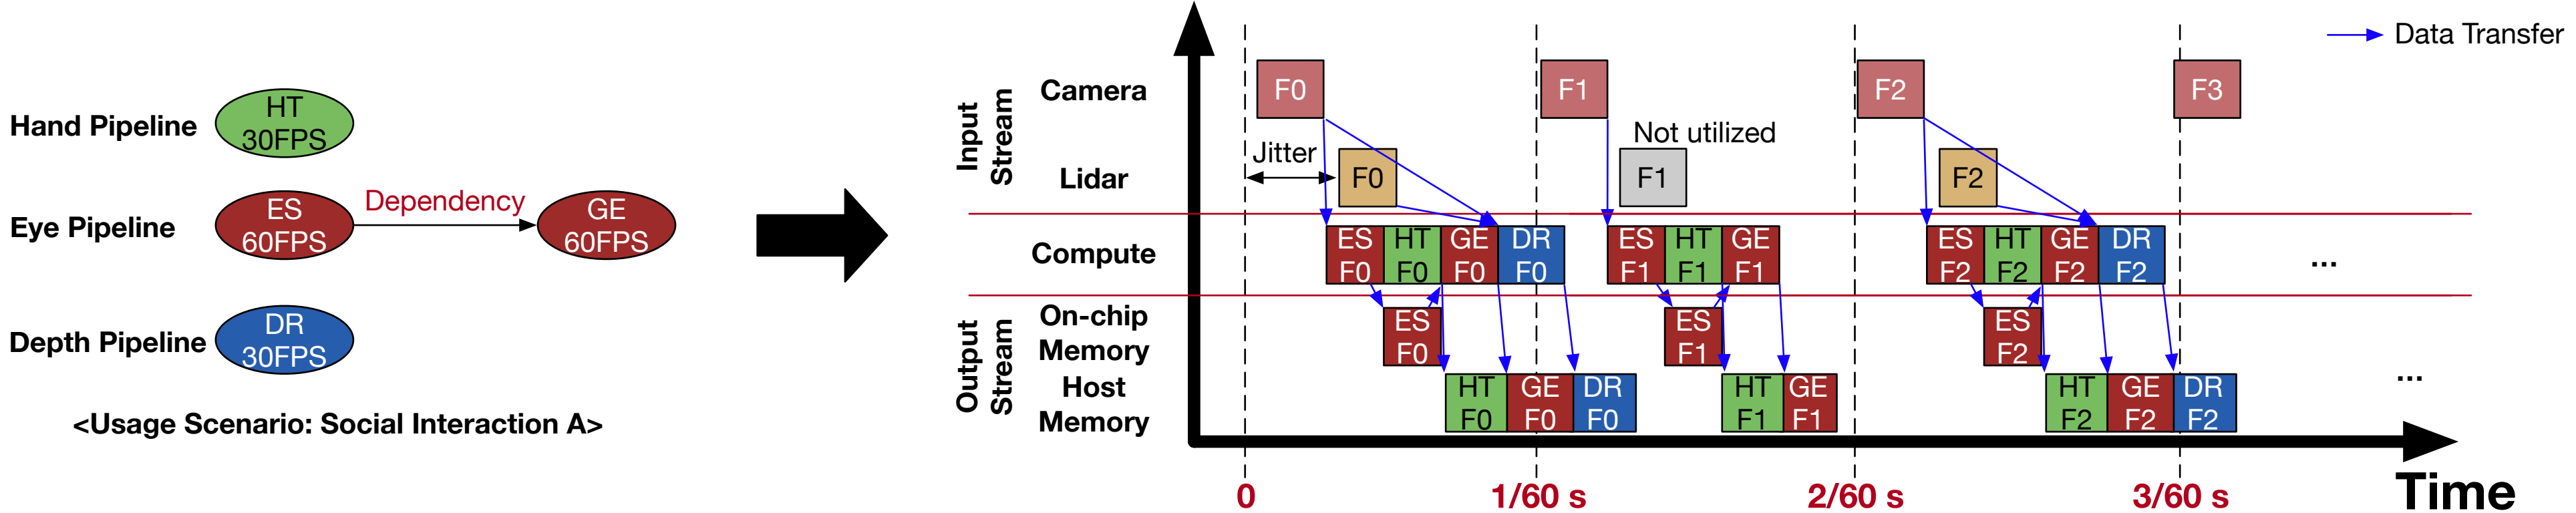 Hand Pipeline
HT
30FPS
Eye Pipeline
ES
60FPS
Dependency
GE
60FPS
Depth Pipeline
DR
30FPS
<Usage Scenario: Social Interaction A>
Data Transfer
Input
Stream
Camera
F0
F1
F2
F3
Not utilized
Jitter
Lidar
F0
F1
F2
Compute
ES
F0
HT
F0
GE
F0
DR
F0
ES
F1
HT
F1
GE
F1
ES
F2
HT
F2
GE
F2
DR
F2
...
Output
Stream
On-chip
Memory
ES
F0
ES
F1
ES
F2
Host
Memory
HT
F0
GE
F0
DR
F0
HT
F1
GE
F1
HT
F2
GE
F2
DR
F2
...
0
1/60 s
2/60 s
3/60 s
Time